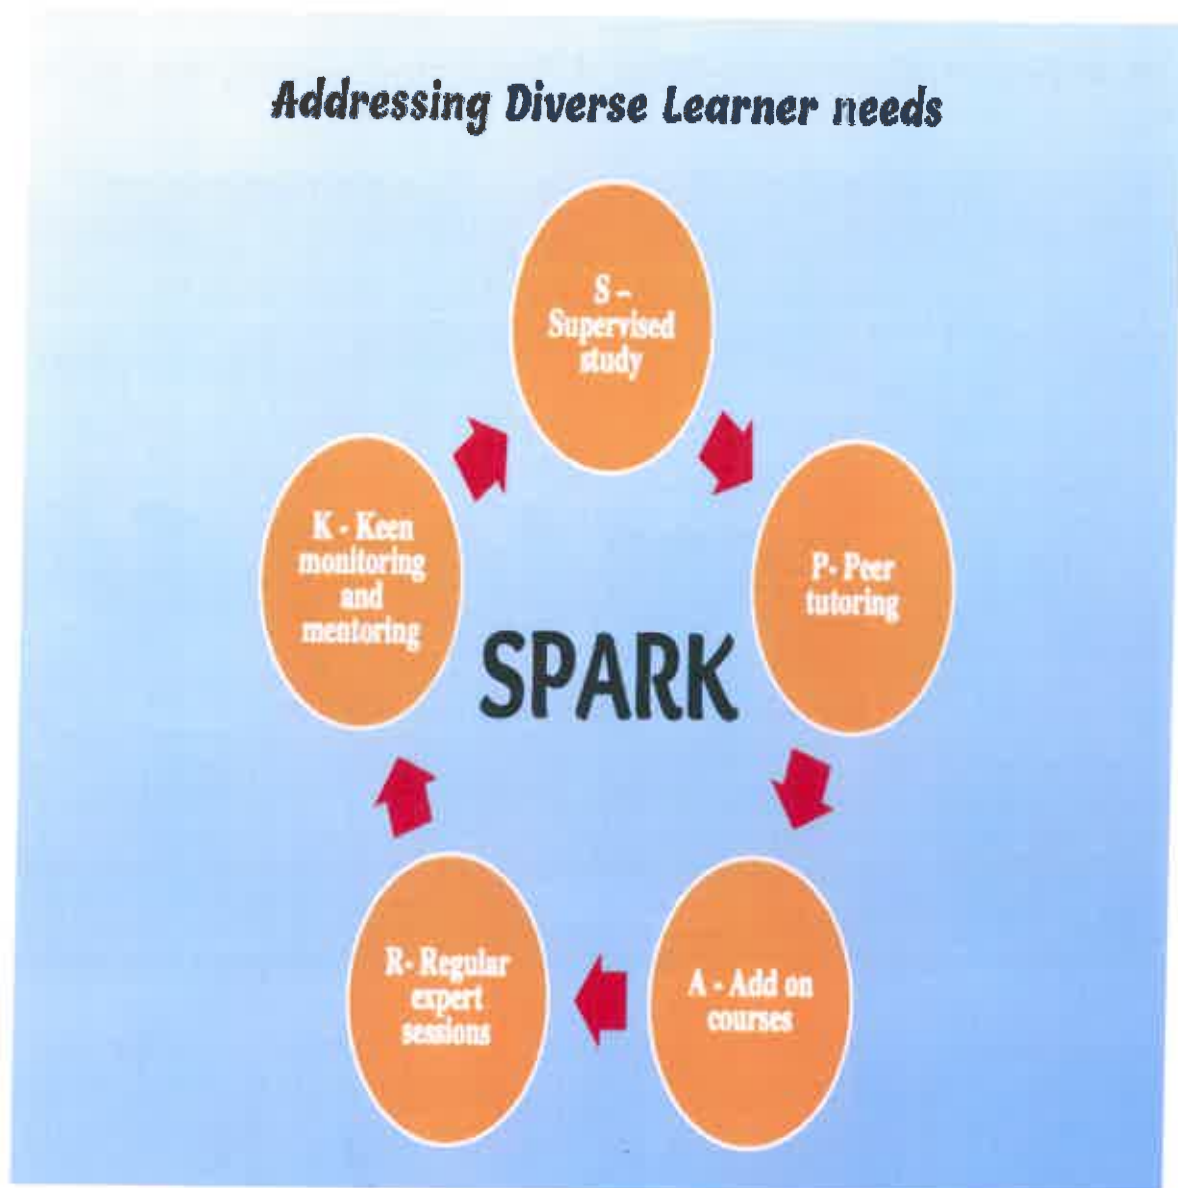 Addressing Diverse Learner needs
S –
Supervised
study
P- Peer
tutoring
A - Add on
courses
R- Regular
expert
sessions
K - Keen
monitoring
and
mentoring
SPARK